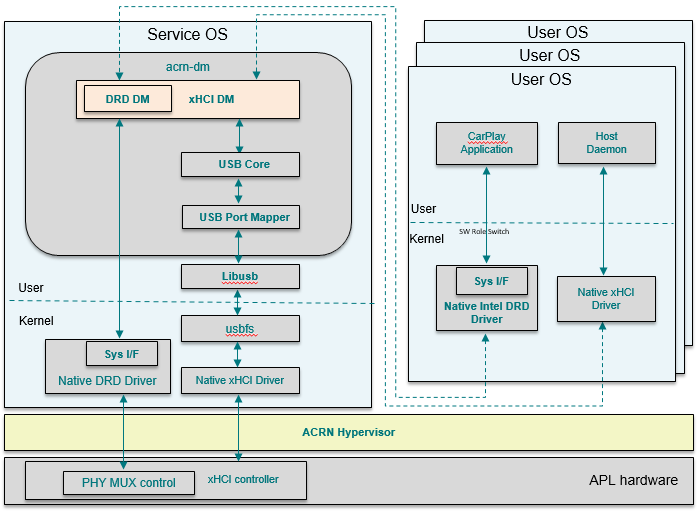 Service OS
acrn-dm
DRD DM
xHCI DM
USB Core
USB Port Mapper
Libusb
User
Kernel
usbfs
Sys I/F
Native DRD Driver
Native xHCI Driver
User OS
User OS
User OS
CarPlay
Application
Host
Daemon
User
SW Role Switch
Kernel
Sys I/F
Native Intel DRD
Driver
Native xHCI
Driver
ACRN Hypervisor
PHY MUX control
xHCI controller
APL hardware